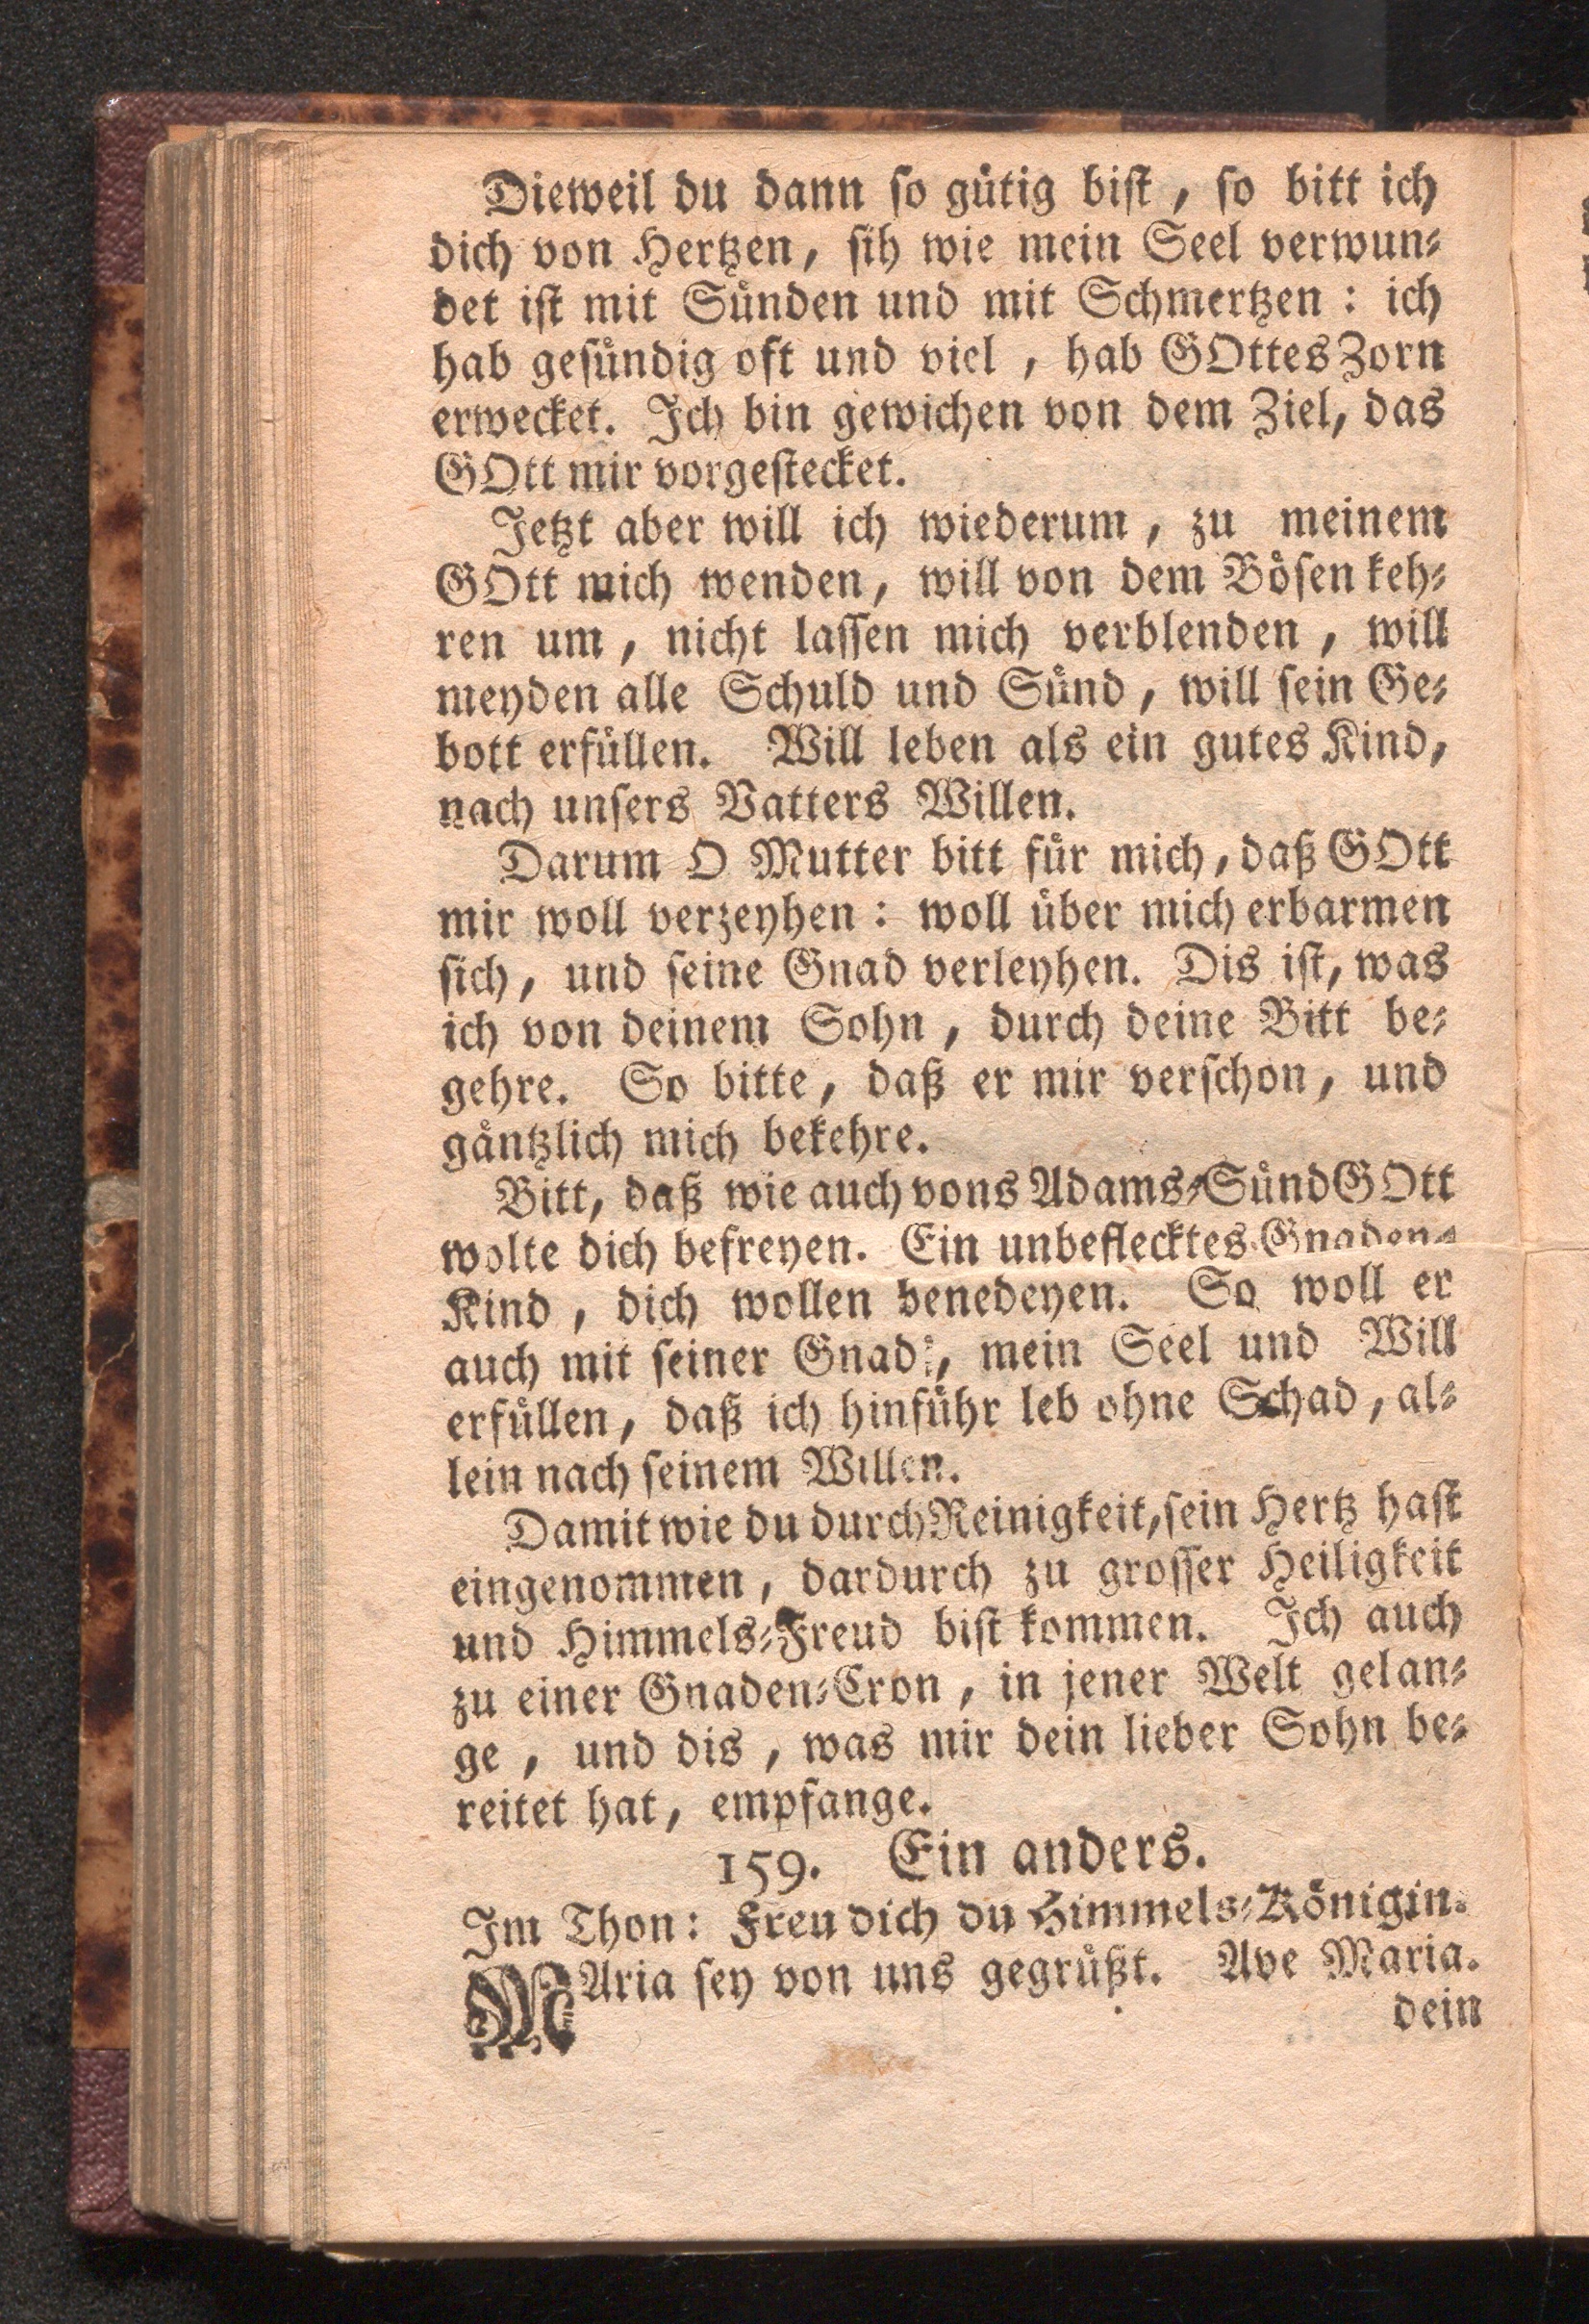 Dieweil du dann ſo gütig biſt, ſo bitt ich
dich von Hertzen, ſih wie mein Seel verwun⸗
det iſt mit Sünden und mit Schmertzen: ich
hab geſündig oft und viel, hab GOttes Zorn
erwecket. Ich bin gewichen von dem Ziel, das
GOtt mir vorgeſtecket.
Jetzt aber will ich wiederum, zu meinem
GOtt mich wenden, will von dem Böſen keh⸗
ren um, nicht laſſen mich verblenden, will
meyden alle Schuld und Sünd, will ſein Ge⸗
bott erfüllen. Will leben als ein gutes Kind,
nach unſers Vatters Willen.
Darum O Mutter bitt für mich, daß GOtt
mir woll verzeyhen: woll über mich erbarmen
ſich, und ſeine Gnad verleyhen. Dis iſt, was
ich von deinem Sohn, durch deine Bitt be⸗
gehre. So bitte, daß er mir verſchon, und
gäntzlich mich bekehre.
Bitt, daß wie auch vons Adams⸗Sünd GOtt
wolte dich befreyen. Ein unbeflecktes Gnaden⸗
Kind, dich wollen benedeyen. So woll er
auch mit ſeiner Gnad, mein Seel und Will
erfüllen, daß ich hinführ leb ohne Schad, al⸗
lein nach ſeinem Willen.
Damit wie du durch Reinigkeit, ſein Hertz haſt
eingenommen, dardurch zu groſſer Heiligkeit
und Himmels⸗Freud biſt kommen. Ich auch
zu einer Gnaden⸗Cron, in jener Welt gelan⸗
ge, und dis, was mir dein lieber Sohn be⸗
reitet hat, empfange.
159. Ein anders.
Im Thon: Freu dich du Himmels⸗Königin.
MAria ſey von uns gegrüßt. Ave Maria.
dein